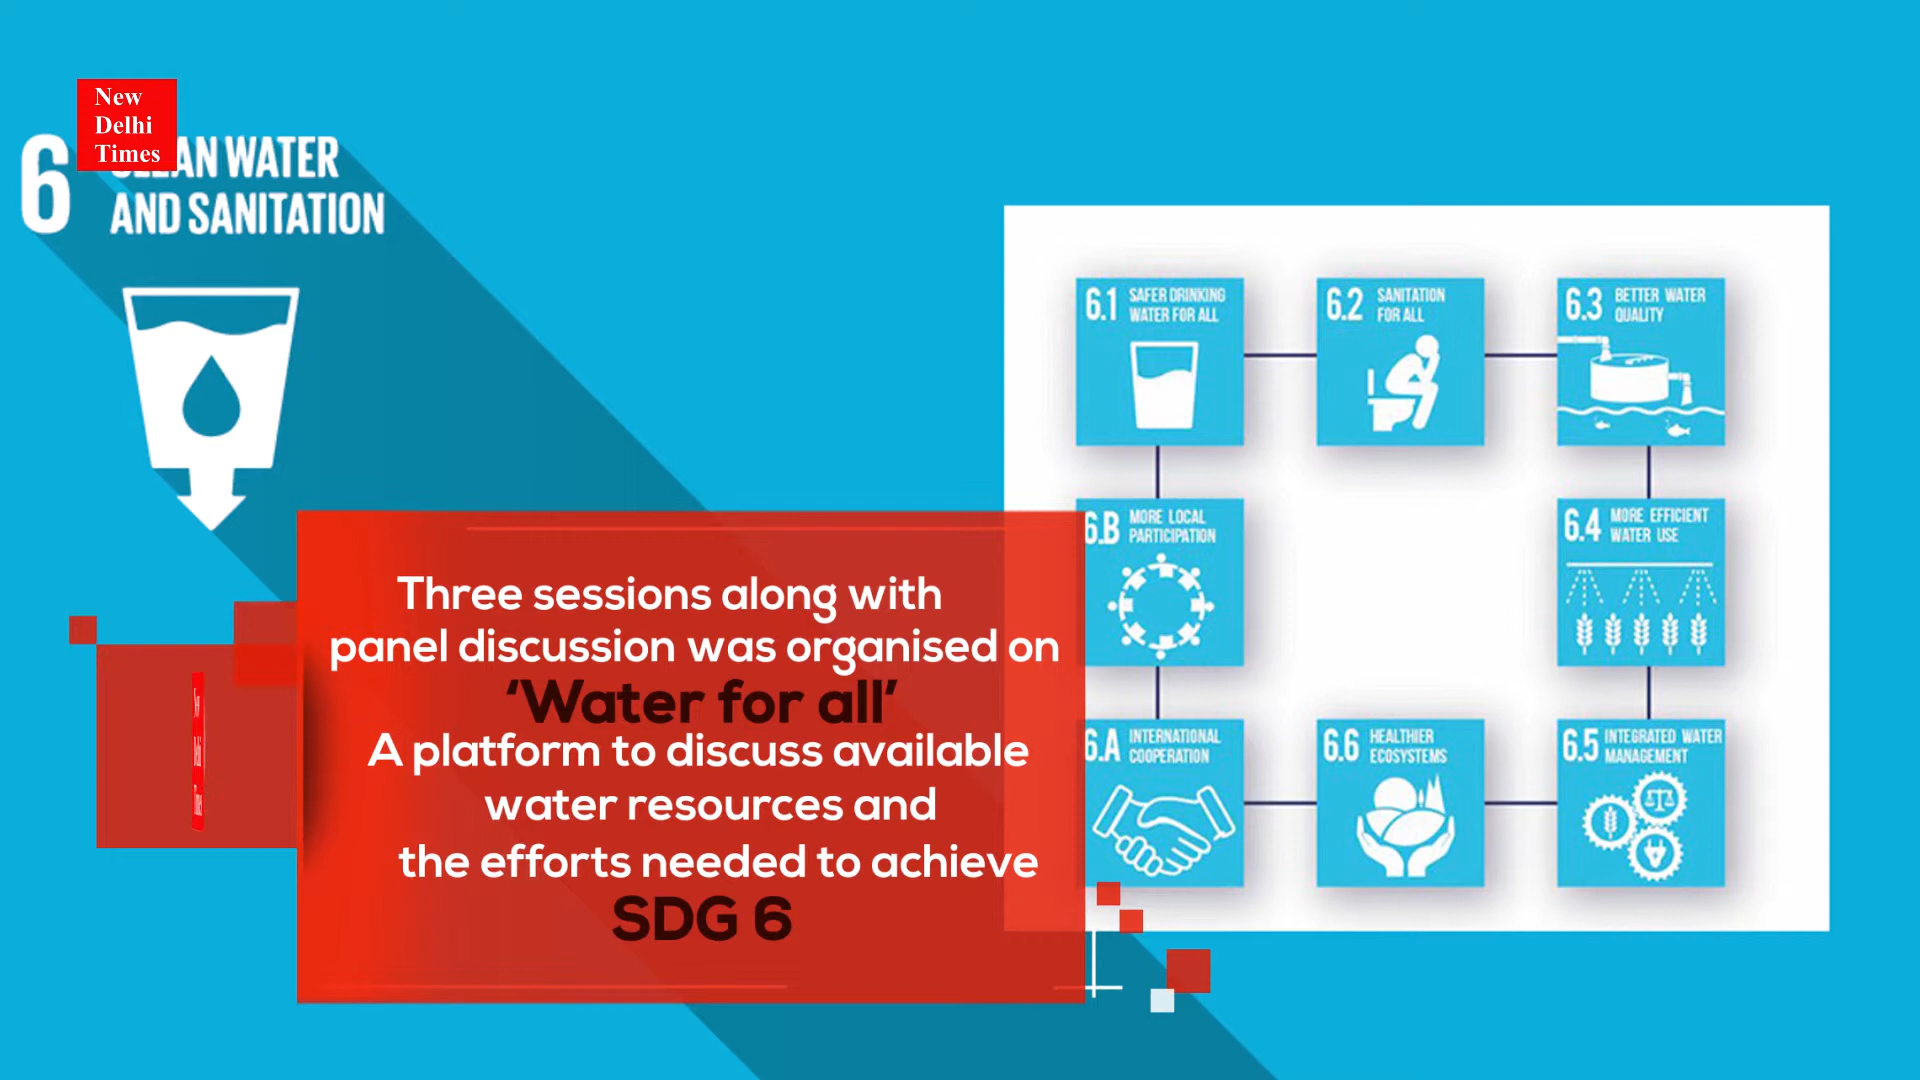 New
Delhi
Times
6
AN WATER
AND SANITATION
6.1 SAFER DRINKING
WATER FOR ALL
6.2 SANITATION
FOR ALL
6.3 BETTER WATER
QUALITY
6.B MORE LOCAL
PARTICIPATION
6.4 MORE EFFICIENT
WATER USE
6.A INTERNATIONAL
COOPERATION
6.6 HEALTHIER
ECOSYSTEMS
6.5 INTEGRATED WATER
MANAGEMENT
Three sessions along with
panel discussion was organised on
‘Water for all’
A platform to discuss available
water resources and
the efforts needed to achieve
SDG 6